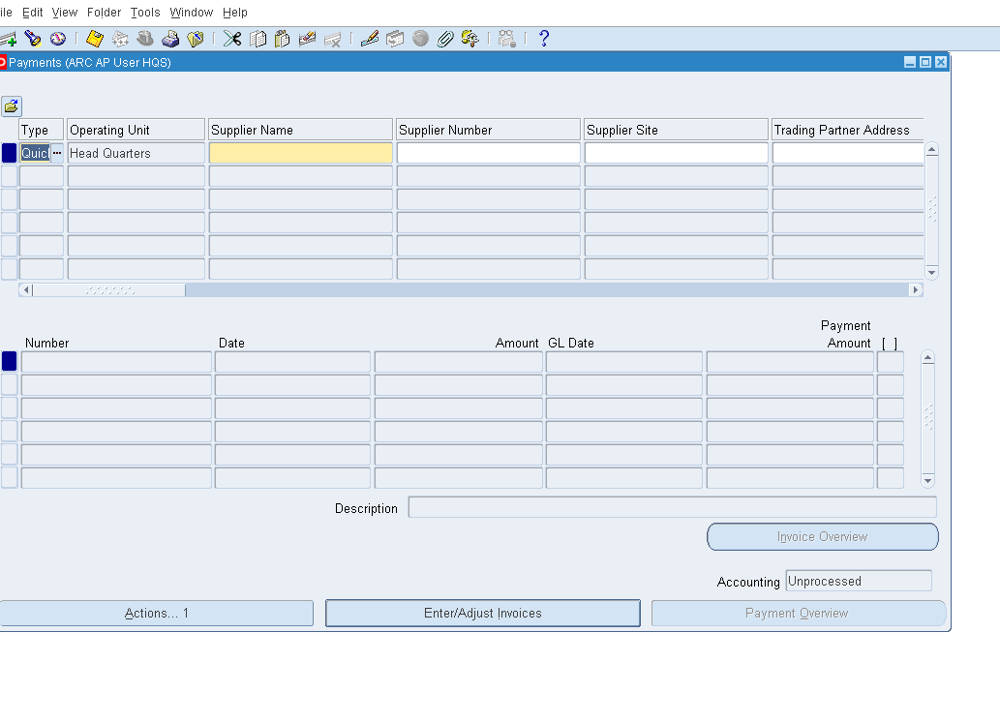 ile Edit View Folder Tools Window Help
Payments (ARC AP User HQS)
Type Operating Unit Supplier Name Supplier Number Supplier Site Trading Partner Address
Quicl ... Head Quarters
Payment
Number Date Amount GL Date Amount [ ]
Description
Invoice Overview
Accounting Unprocessed
Actions... 1 Enter/Adjust Invoices Payment Overview